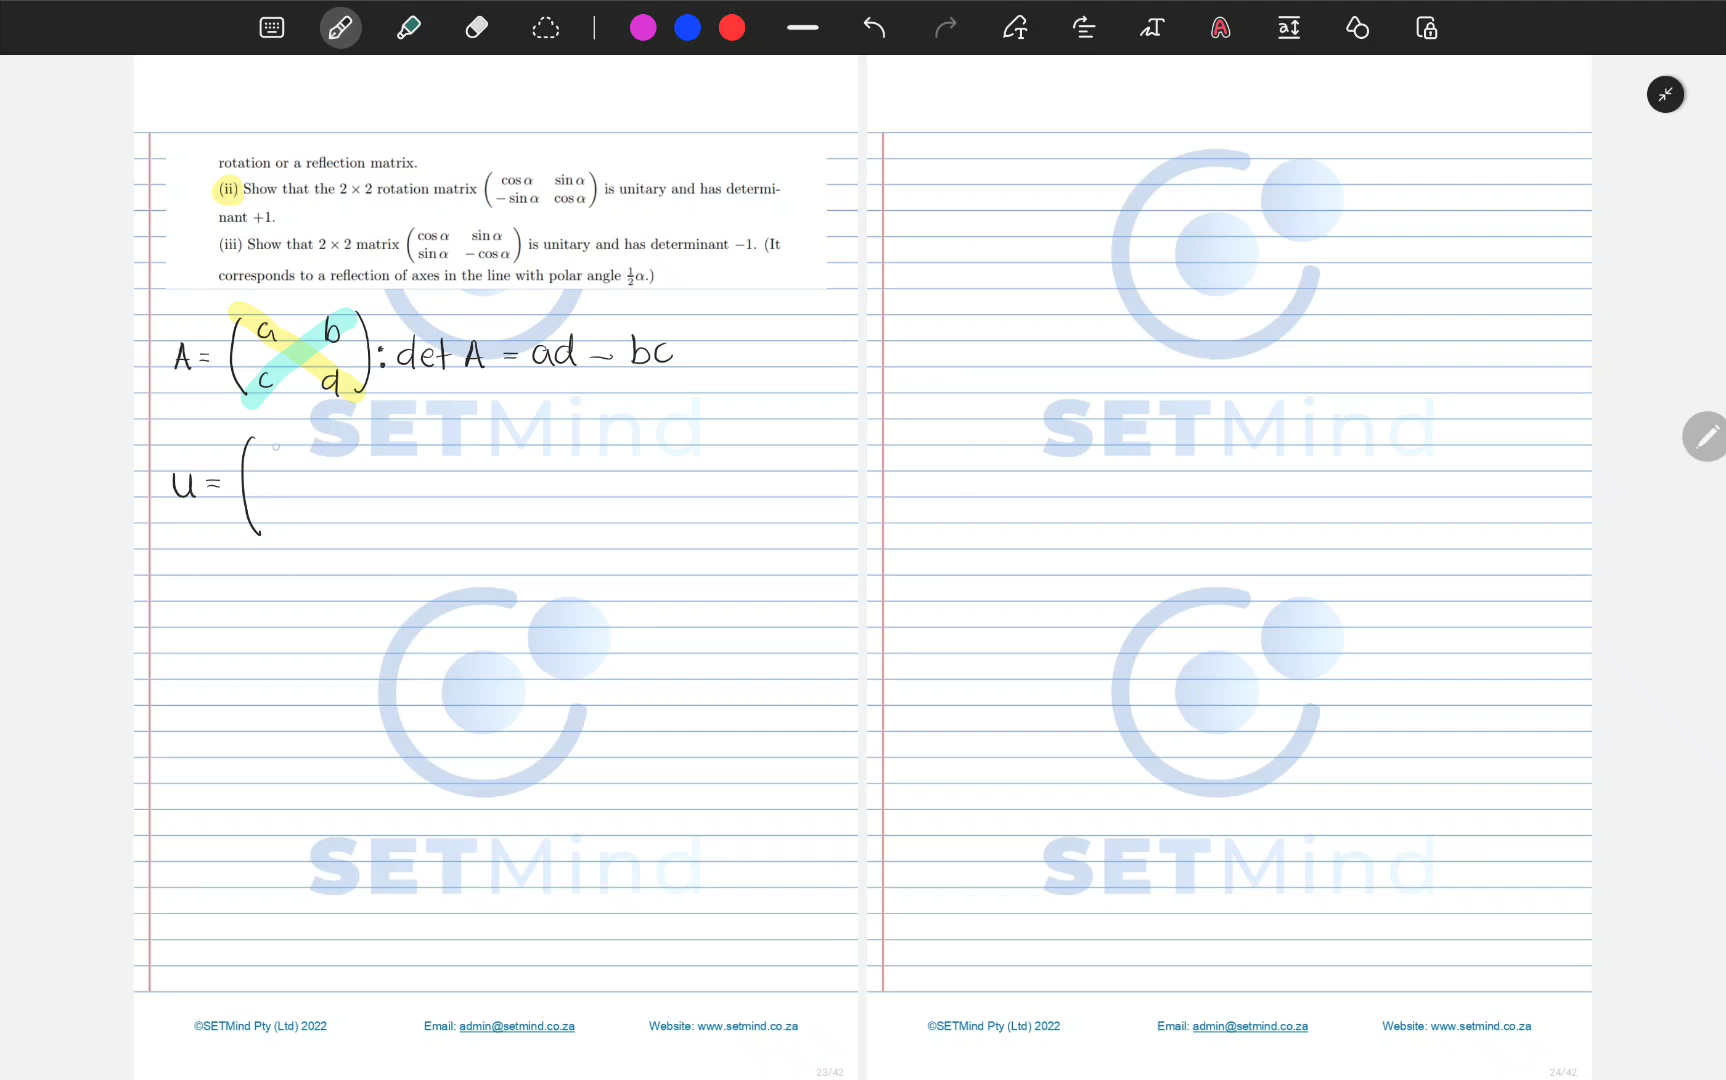 rotation or a reflection matrix.
(ii) Show that the 2 × 2 rotation matrix ( cos α sin α
− sin α cos α ) is unitary and has determi-
nant +1.
(iii) Show that 2 × 2 matrix ( cos α sin α
sin α − cos α ) is unitary and has determinant −1. (It
corresponds to a reflection of axes in the line with polar angle ½α.)
A = ( a b
c d ) : det A = ad − bc
SETMind
U = (
SETMind
©SETMind Pty (Ltd) 2022 Email: admin@setmind.co.za Website: www.setmind.co.za
23/42
SETMind
SETMind
©SETMind Pty (Ltd) 2022 Email: admin@setmind.co.za Website: www.setmind.co.za
24/42